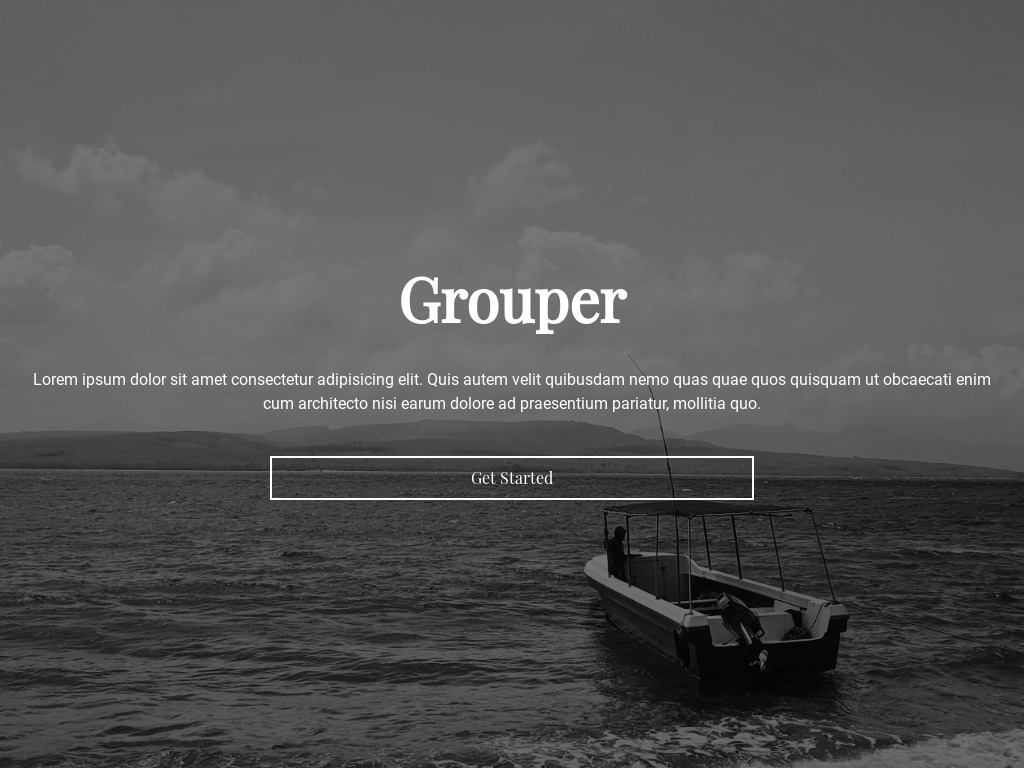 Grouper
Lorem ipsum dolor sit amet consectetur adipisicing elit. Quis autem velit quibusdam nemo quas quae quos quisquam ut obcaecati enim
cum architecto nisi earum dolore ad praesentium pariatur, mollitia quo.
Get Started